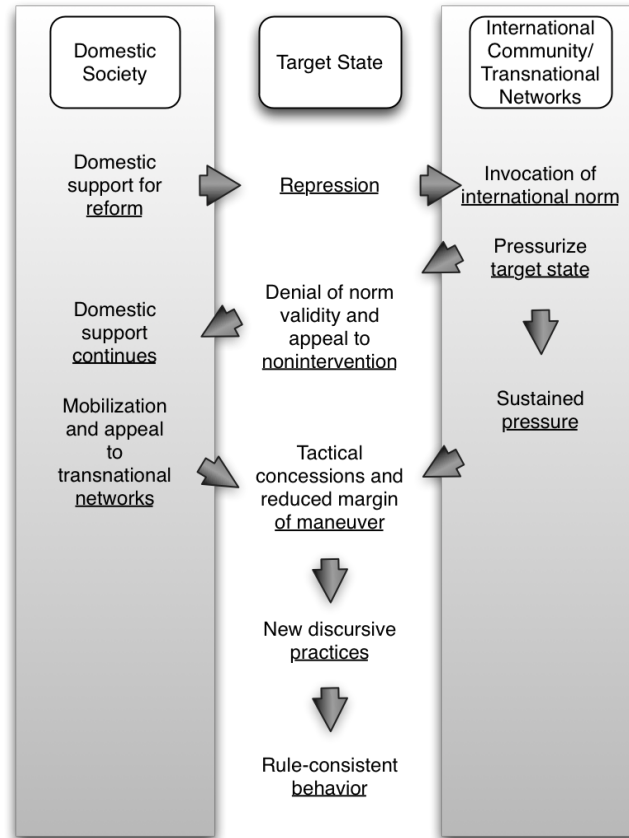 Domestic
Society
Target State
International
Community/
Transnational
Networks
Domestic
support for
reform
Repression
Invocation of
international norm
Pressurize
target state
Denial of norm
validity and
appeal to
nonintervention
Domestic
support
continues
Sustained
pressure
Mobilization
and appeal
to
transnational
networks
Tactical
concessions and
reduced margin
of maneuver
New discursive
practices
Rule-consistent
behavior